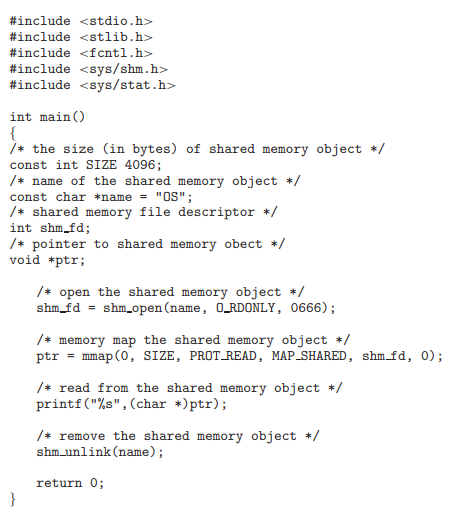 #include <stdio.h>
#include <stlib.h>
#include <fcntl.h>
#include <sys/shm.h>
#include <sys/stat.h>
int main()
{
/* the size (in bytes) of shared memory object */
const int SIZE 4096;
/* name of the shared memory object */
const char *name = "OS";
/* shared memory file descriptor */
int shm_fd;
/* pointer to shared memory obect */
void *ptr;
/* open the shared memory object */
shm_fd = shm_open(name, O_RDONLY, 0666);
/* memory map the shared memory object */
ptr = mmap(0, SIZE, PROT_READ, MAP_SHARED, shm_fd, 0);
/* read from the shared memory object */
printf("%s",(char *)ptr);
/* remove the shared memory object */
shm_unlink(name);
return 0;
}